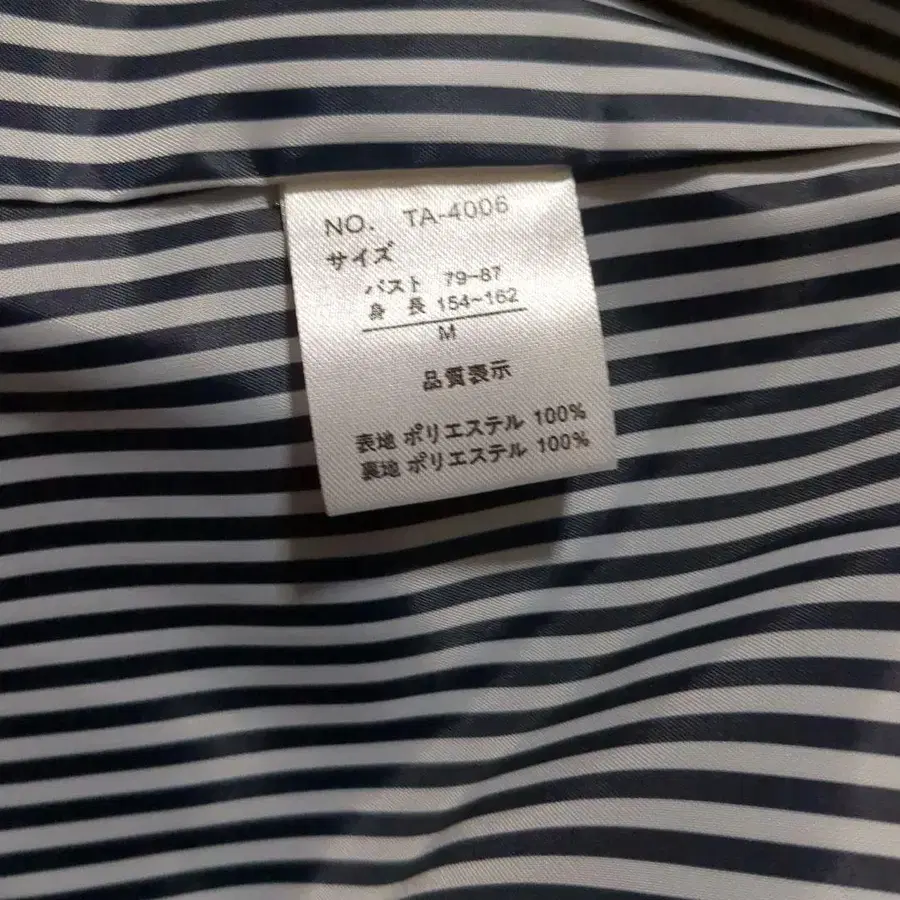 NO. TA-4006
サイズ
バスト 79~87
身 長 154~162
M
品質表示
表地 ポリエステル 100%
裏地 ポリエステル 100%